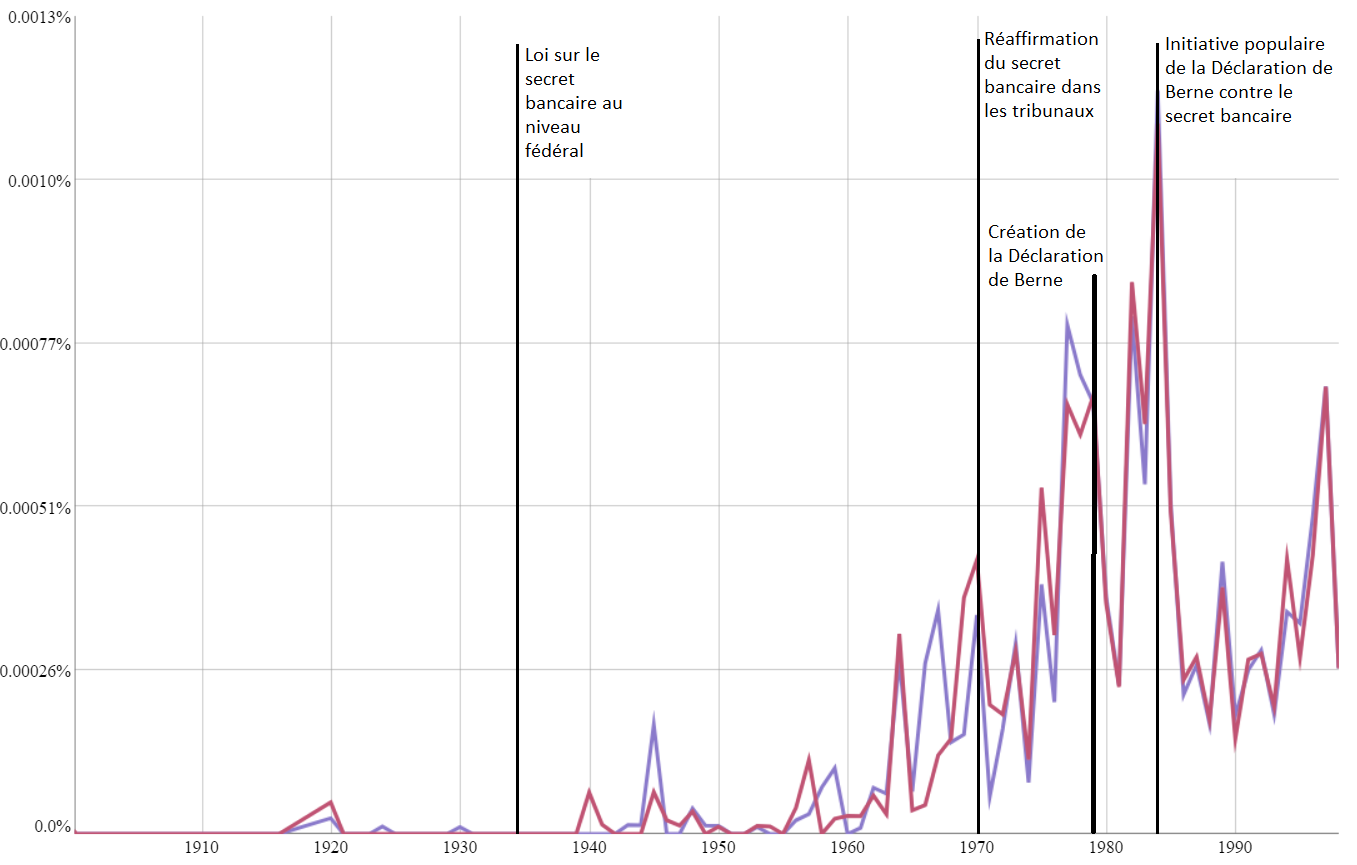 0.0013%
0.0010%
0.00077%
0.00051%
0.00026%
0.0%
Loi sur le
secret
bancaire au
niveau
fédéral
Réaffirmation
du secret
bancaire dans
les tribunaux
Création de
la Déclaration
de Berne
Initiative populaire
de la Déclaration de
Berne contre le
secret bancaire
1910
1920
1930
1940
1950
1960
1970
1980
1990